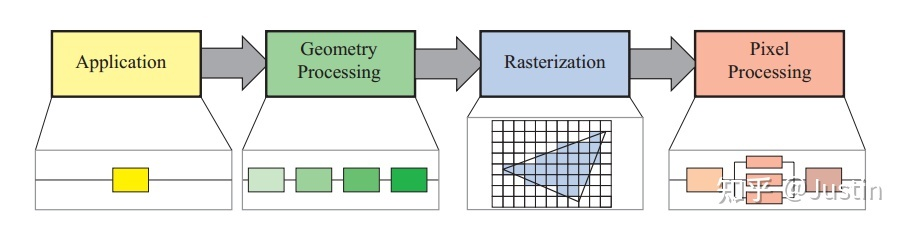 Application
Geometry
Processing
Rasterization
Pixel
Processing
知乎 @Justin